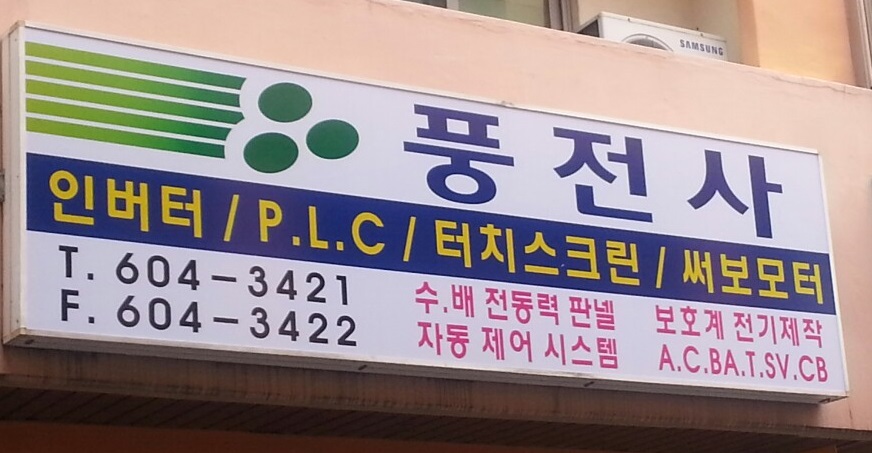 SAMSUNG
풍전사
인버터 / P.L.C / 터치스크린 / 써보모터
T. 604-3421
F. 604-3422
수.배 전동력 판넬
자동 제어 시스템
보호계 전기제작
A.C.BA.T.SV.CB